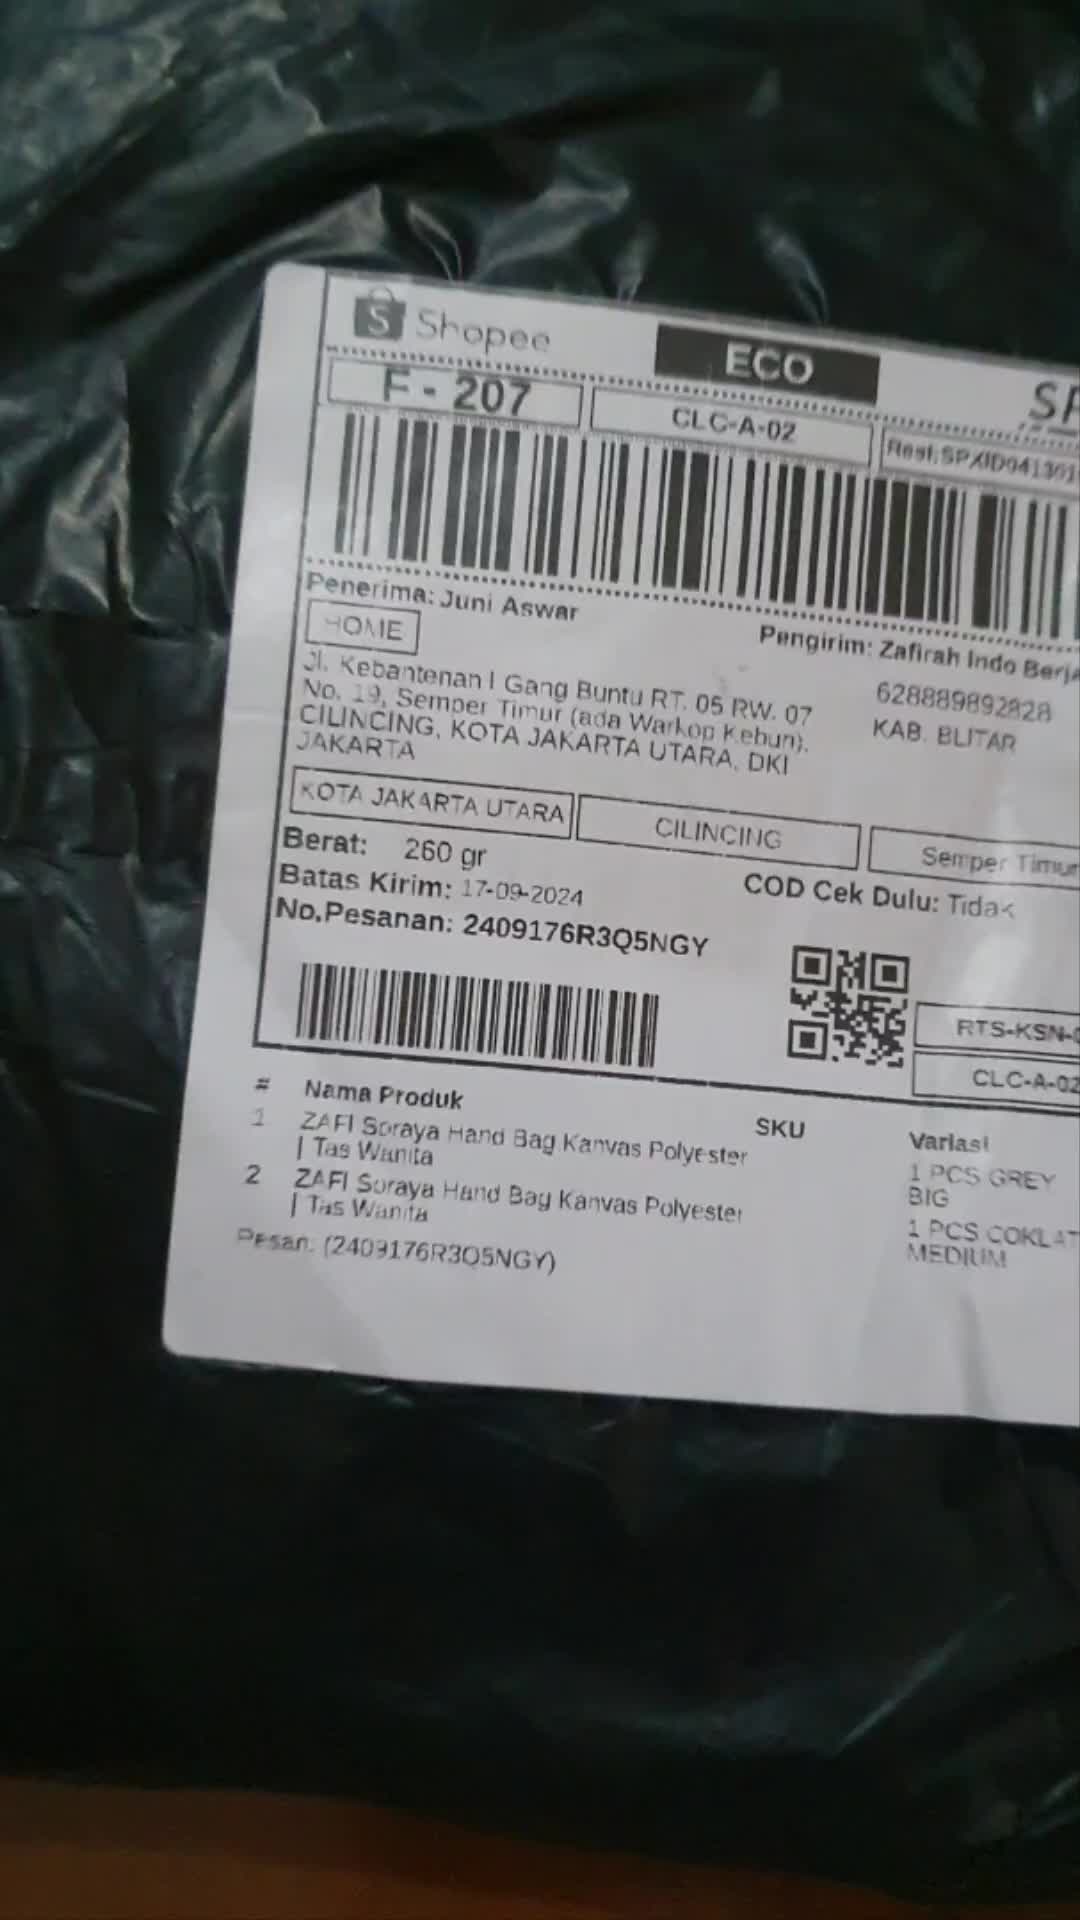 Shopee
ECO
F - 207
CLC-A-02
Penerima: Juni Aswar
HOME
Pengirim: Zafirah Indo
628889892828
KAB. BLITAR
Jl. Kebantenan I Gang Buntu RT. 05 RW. 07
No. 19, Semper Timur (ada Warkop Kebun),
CILINCING, KOTA JAKARTA UTARA, DKI
JAKARTA
KOTA JAKARTA UTARA
CILINCING
Semper Timur
Berat: 260 gr
COD Cek Dulu: Tidak
Batas Kirim: 17-09-2024
No.Pesanan: 2409176R3Q5NGY
RTS-KSN-
CLC-A-02
# Nama Produk SKU Variasi
1 ZAFI Soraya Hand Bag Kanvas Polyester
| Tas Wanita
1 PCS GREY
BIG
2 ZAFI Soraya Hand Bag Kanvas Polyester
| Tas Wanita
1 PCS COKLAT
MEDIUM
Pesan: (2409176R3Q5NGY)